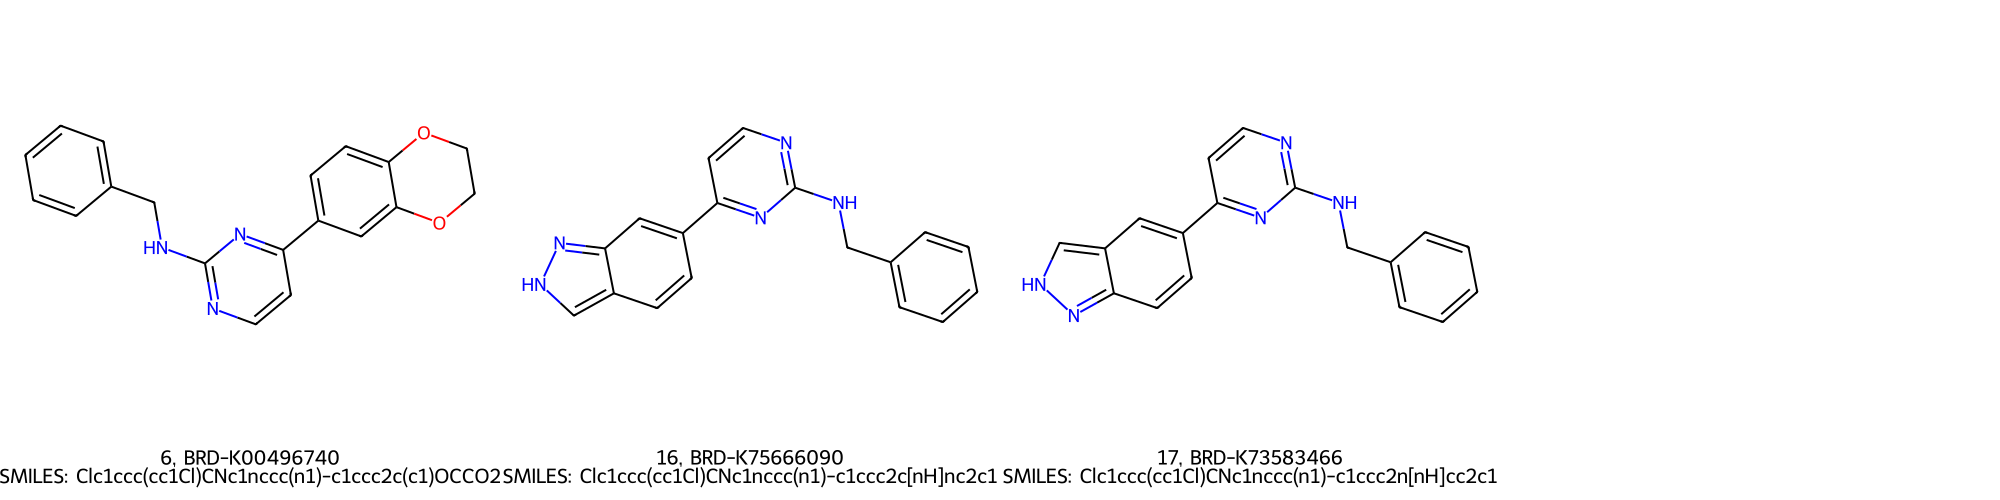 O
O
N
N
HN
N
N
NH
N
HN
N
N
NH
HN
N
6, BRD-K00496740
16, BRD-K75666090
17, BRD-K73583466
SMILES: Clc1ccc(cc1Cl)CNc1nccc(n1)-c1ccc2c(c1)OCCO2
SMILES: Clc1ccc(cc1Cl)CNc1nccc(n1)-c1ccc2c[nH]nc2c1
SMILES: Clc1ccc(cc1Cl)CNc1nccc(n1)-c1ccc2n[nH]cc2c1